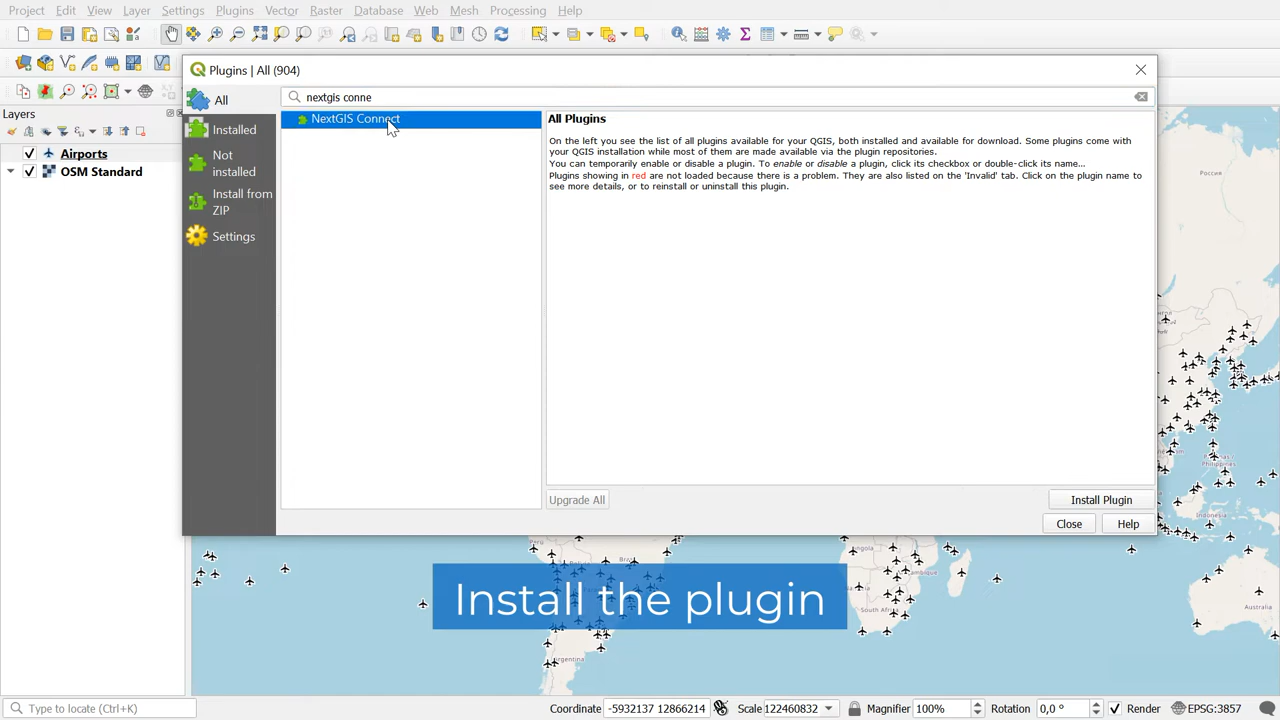 Project Edit View Layer Settings Plugins Vector Raster Database Web Mesh Processing Help
Plugins | All (904)
All
nextgis conne
NextGIS Connect
Installed
Not
installed
Install from
ZIP
Settings
All Plugins
On the left you see the list of all plugins available for your QGIS, both installed and available for download. Some plugins come with
your QGIS installation while most of them are made available via the plugin repositories.
You can temporarily enable or disable a plugin. To enable or disable a plugin, click its checkbox or double-click its name...
Plugins showing in red are not loaded because there is a problem. They are also listed on the 'Invalid' tab. Click on the plugin name to
see more details, or to reinstall or uninstall this plugin.
Upgrade All
Install Plugin
Close
Help
Layers
Airports
OSM Standard
Россия
Install the plugin
South Africa
Argentina
Indonesia
Australia
Type to locate (Ctrl+K)
Coordinate -5932137 12866214
Scale 122460832
Magnifier 100%
Rotation 0,0 °
Render
EPSG:3857